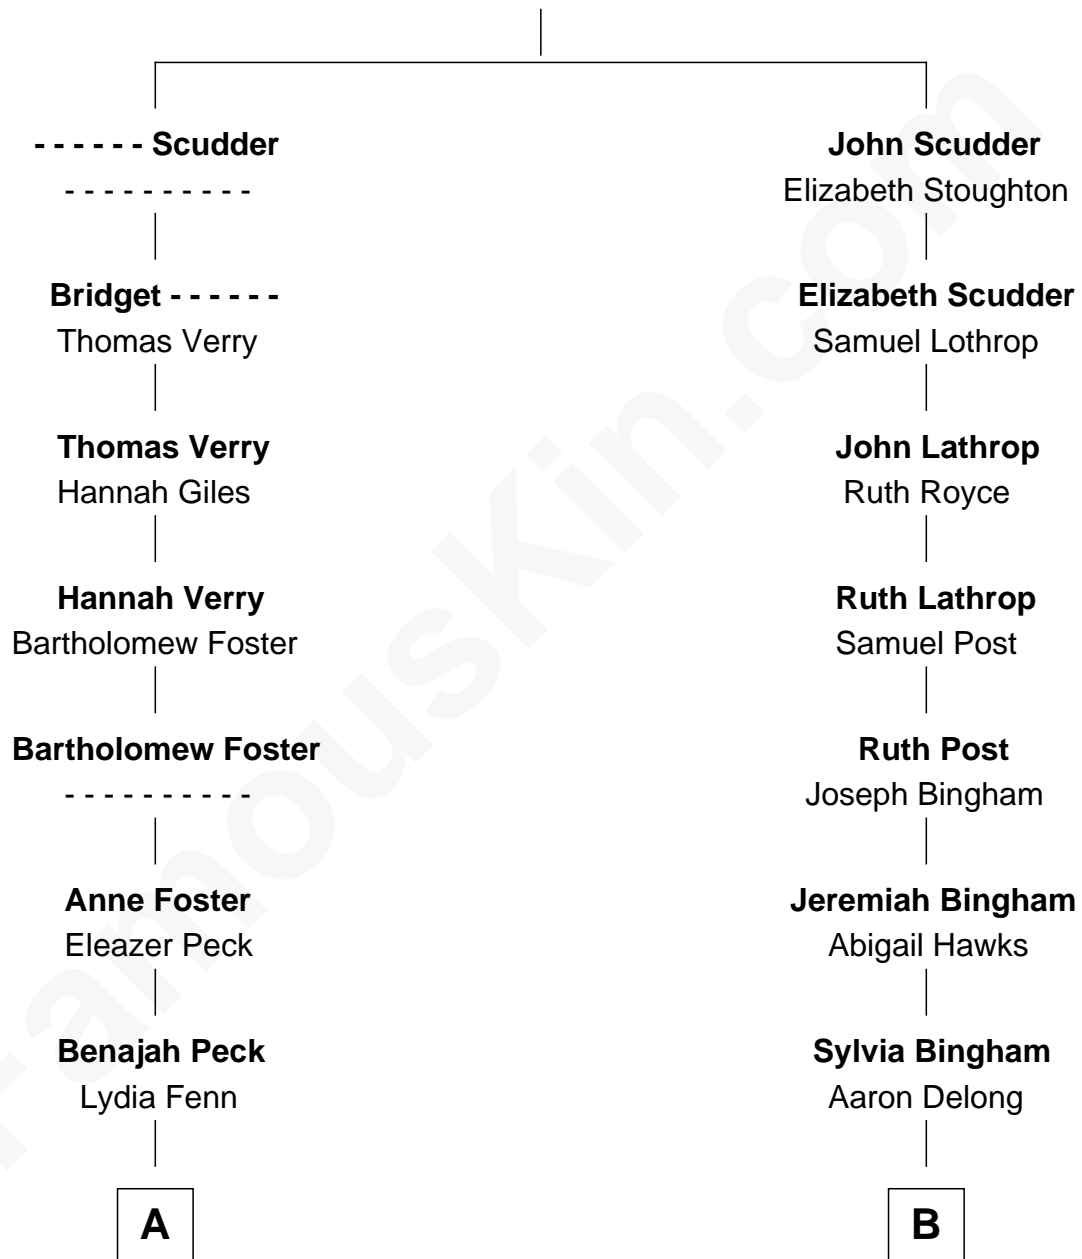 - - - - - - Scudder
- - - - - - - - - -
Bridget - - - - - -
Thomas Verry
Thomas Verry
Hannah Giles
Hannah Verry
Bartholomew Foster
Bartholomew Foster
- - - - - - - - - -
Anne Foster
Eleazer Peck
Benajah Peck
Lydia Fenn
A
John Scudder
Elizabeth Stoughton
Elizabeth Scudder
Samuel Lothrop
John Lathrop
Ruth Royce
Ruth Lathrop
Samuel Post
Ruth Post
Joseph Bingham
Jeremiah Bingham
Abigail Hawks
Sylvia Bingham
Aaron Delong
B
FamousKin.com